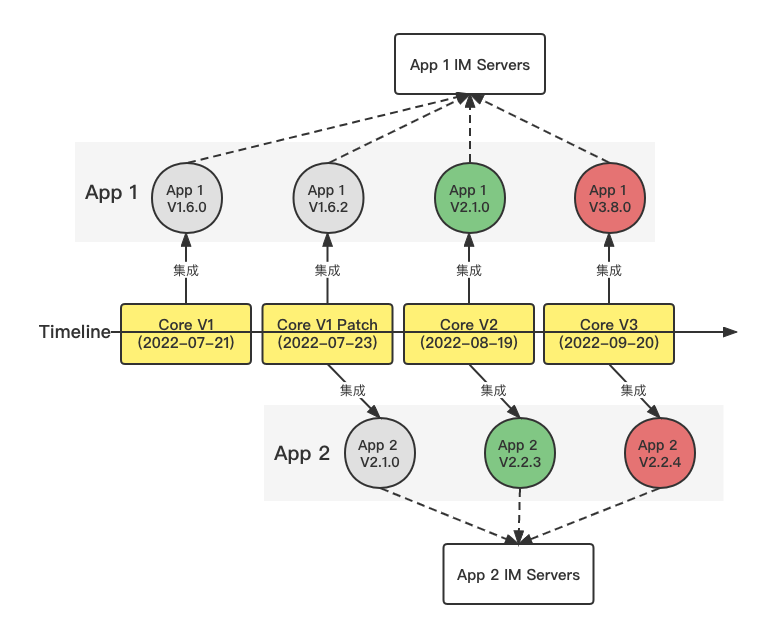 App 1 IM Servers
App 1
App 1
V1.6.0
App 1
V1.6.2
App 1
V2.1.0
App 1
V3.8.0
集成
集成
集成
集成
Timeline
Core V1
(2022-07-21)
Core V1 Patch
(2022-07-23)
Core V2
(2022-08-19)
Core V3
(2022-09-20)
集成
集成
集成
App 2
App 2
V2.1.0
App 2
V2.2.3
App 2
V2.2.4
App 2 IM Servers